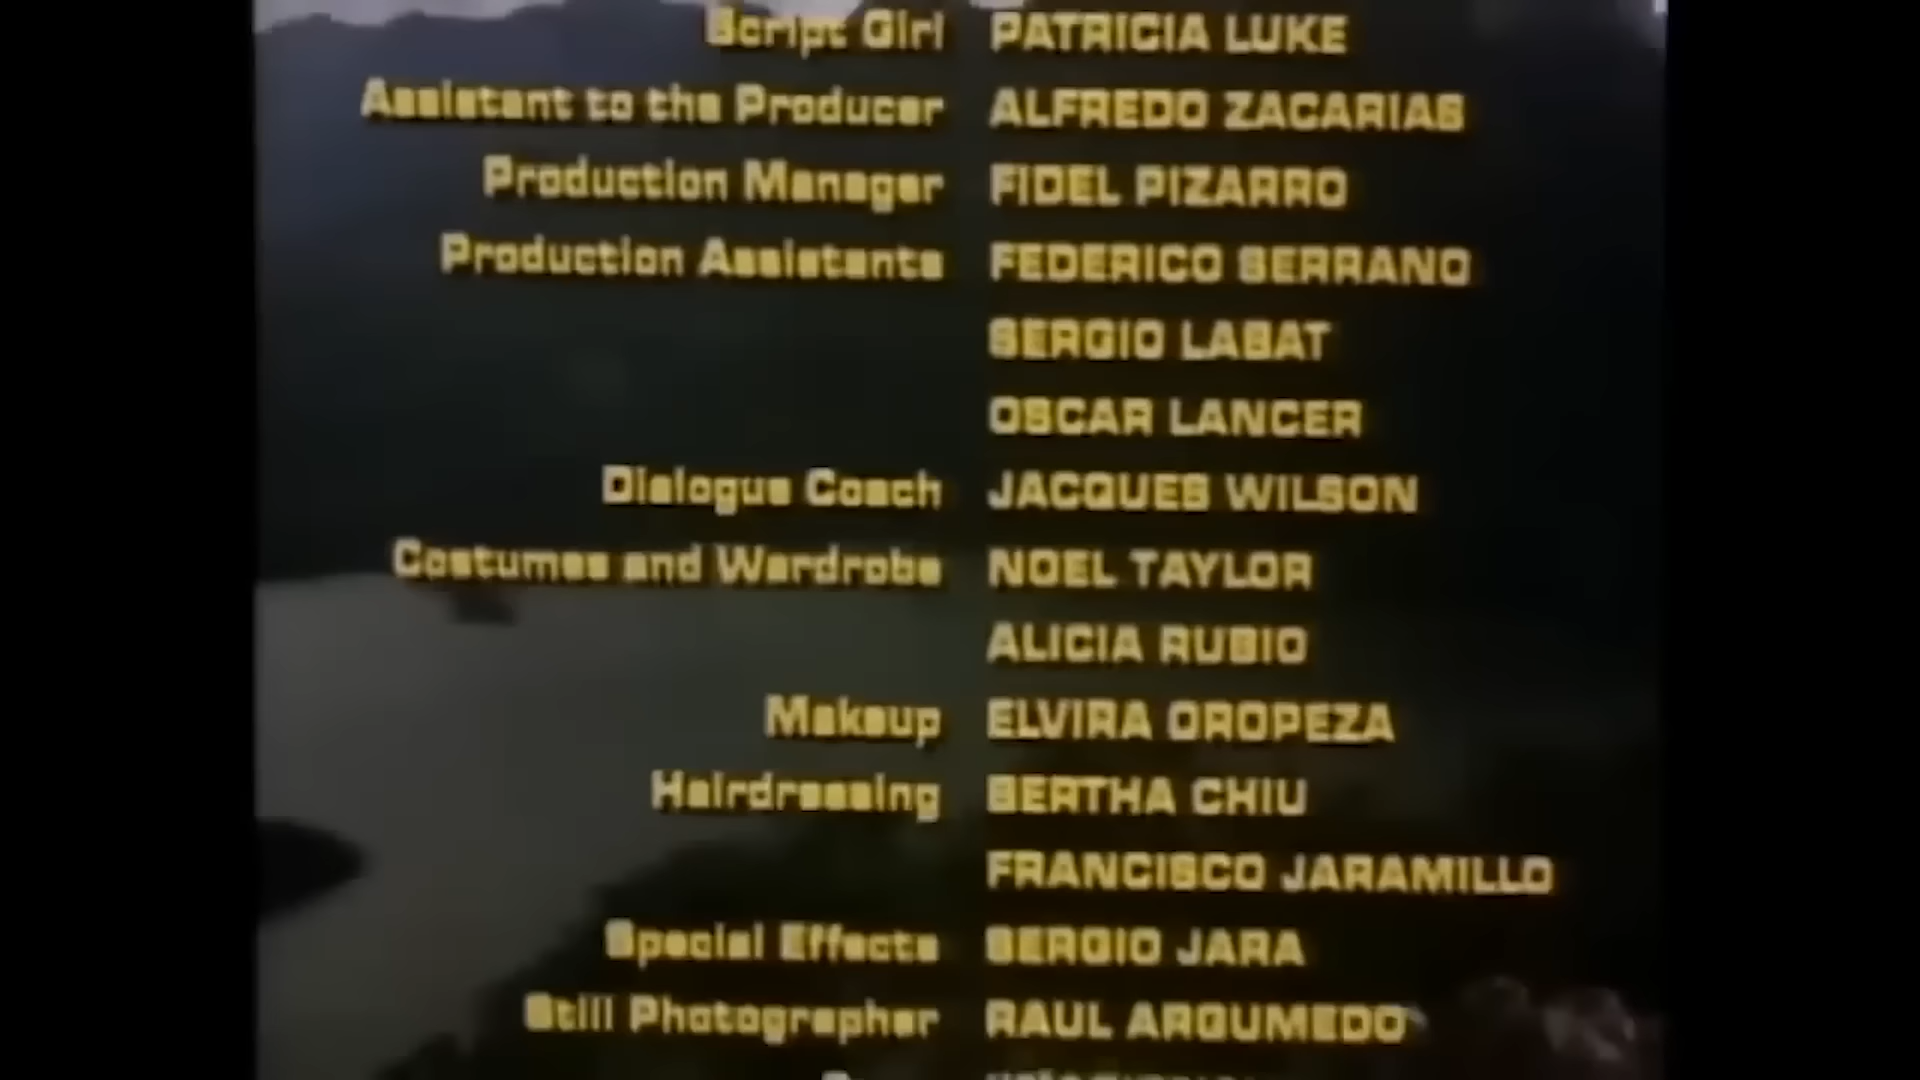 Script Girl PATRICIA LUKE
Assistant to the Producer ALFREDO ZACARIAS
Production Manager FIDEL PIZARRO
Production Assistants FEDERICO SERRANO
SERGIO LABAT
OSCAR LANCER
Dialogue Coach JACQUES WILSON
Costumes and Wardrobe NOEL TAYLOR
ALICIA RUBIO
Makeup ELVIRA OROPEZA
Hairdressing BERTHA CHIU
FRANCISCO JARAMILLO
Special Effects SERGIO JARA
Still Photographer RAUL ARGUMEDO